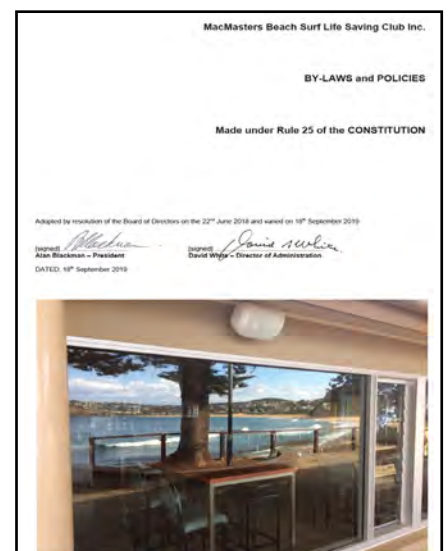 MacMasters Beach Surf Life Saving Club Inc.
BY-LAWS and POLICIES
Made under Rule 25 of the CONSTITUTION
Adopted by resolution of the Board of Directors on the 22nd June 2018 and varied on 18th September 2019
(signed) (signed)
Alan Blackman – President David White – Director of Administration
DATED: 18th September 2019